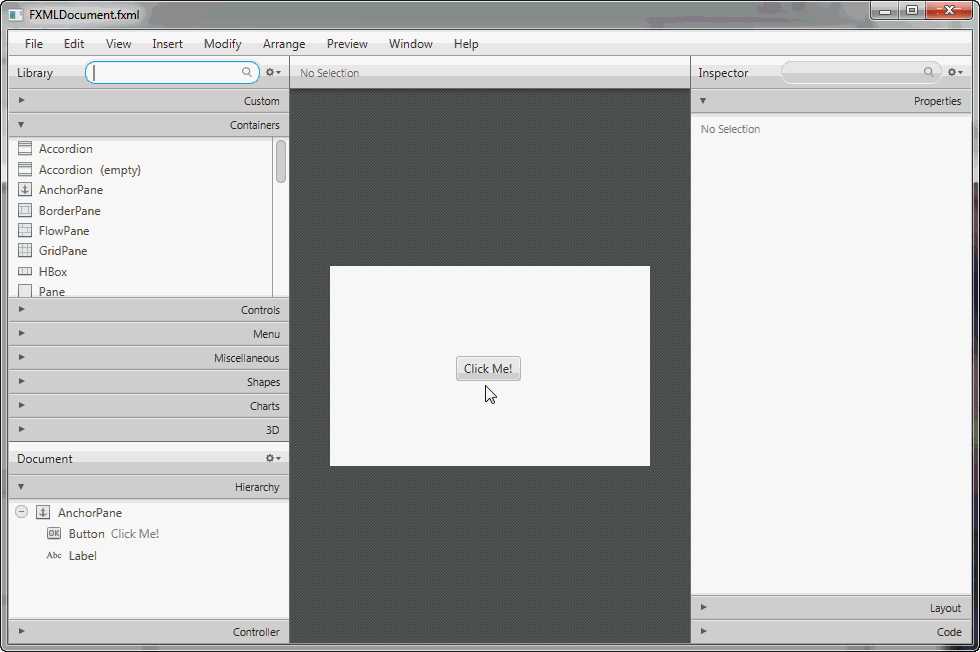 FXMLDocument.fxml
File Edit View Insert Modify Arrange Preview Window Help
Library
No Selection
Inspector
Custom
Containers
Accordion
Accordion (empty)
AnchorPane
BorderPane
FlowPane
GridPane
HBox
Pane
Controls
Menu
Miscellaneous
Shapes
Charts
3D
Document
Hierarchy
AnchorPane
OK Button Click Me!
Abc Label
Controller
Click Me!
Properties
No Selection
Layout
Code